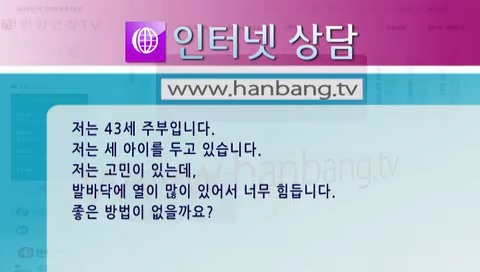 인터넷 상담
www.hanbang.tv
저는 43세 주부입니다.
저는 세 아이를 두고 있습니다.
저는 고민이 있는데,
발바닥에 열이 많이 있어서 너무 힘듭니다.
좋은 방법이 없을까요?